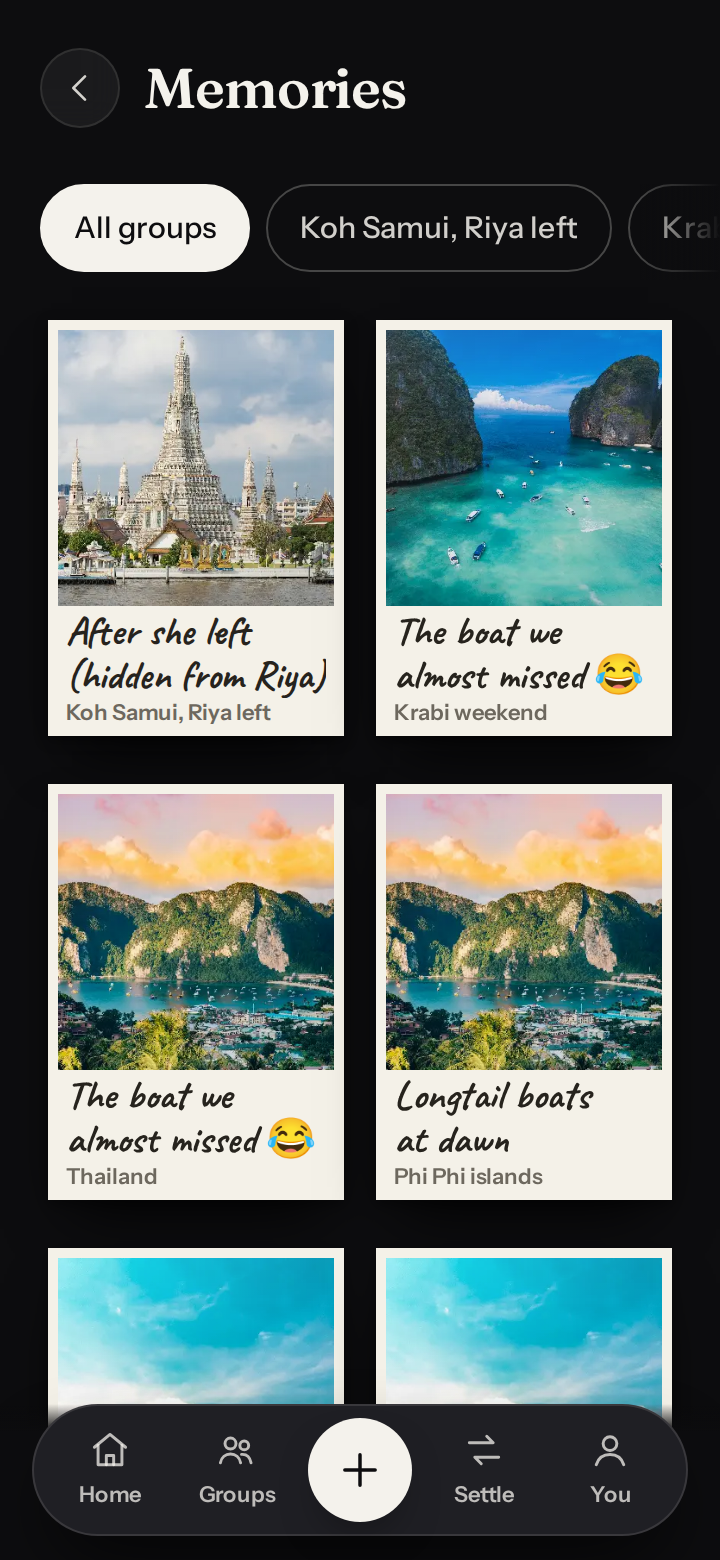 Memories
All groups
Koh Samui, Riya left
After she left
(hidden from Riya)
Koh Samui, Riya left
The boat we
almost missed 😂
Krabi weekend
The boat we
almost missed 😂
Thailand
Longtail boats
at dawn
Phi Phi islands
Home
Groups
Settle
You